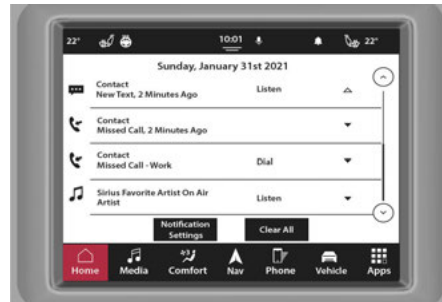 22°
10:01
22°
Sunday, January 31st 2021
Contact
New Text, 2 Minutes Ago
Listen
Contact
Missed Call, 2 Minutes Ago
Contact
Missed Call - Work
Dial
Sirius Favorite Artist On Air
Artist
Listen
Notification
Settings
Clear All
Home
Media
Comfort
Nav
Phone
Vehicle
Apps